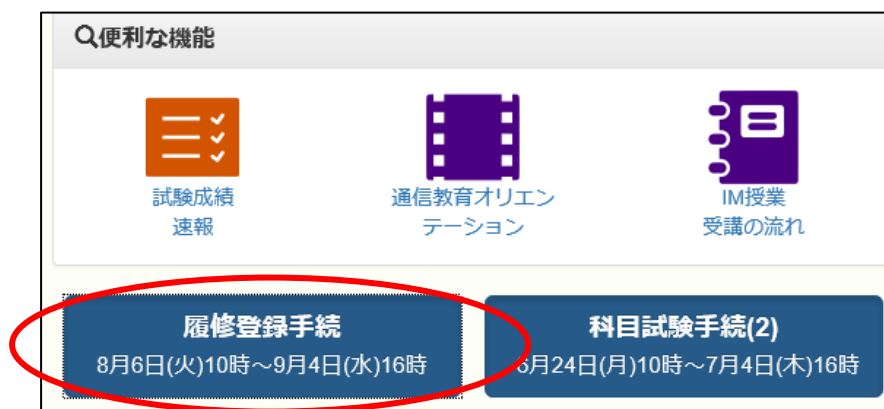 便利な機能
試験成績
速報
通信教育オリエン
テーション
IM授業
受講の流れ
履修登録手続
8月6日(火)10時～9月4日(水)16時
科目試験手続(2)
6月24日(月)10時～7月4日(木)16時